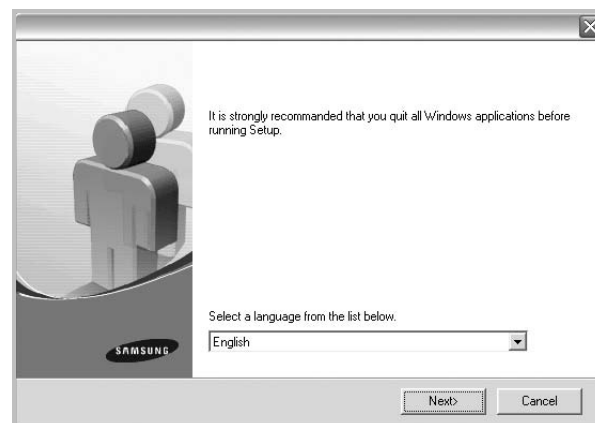 It is strongly recommanded that you quit all Windows applications before
running Setup.
Select a language from the list below.
English
SAMSUNG
Next>
Cancel